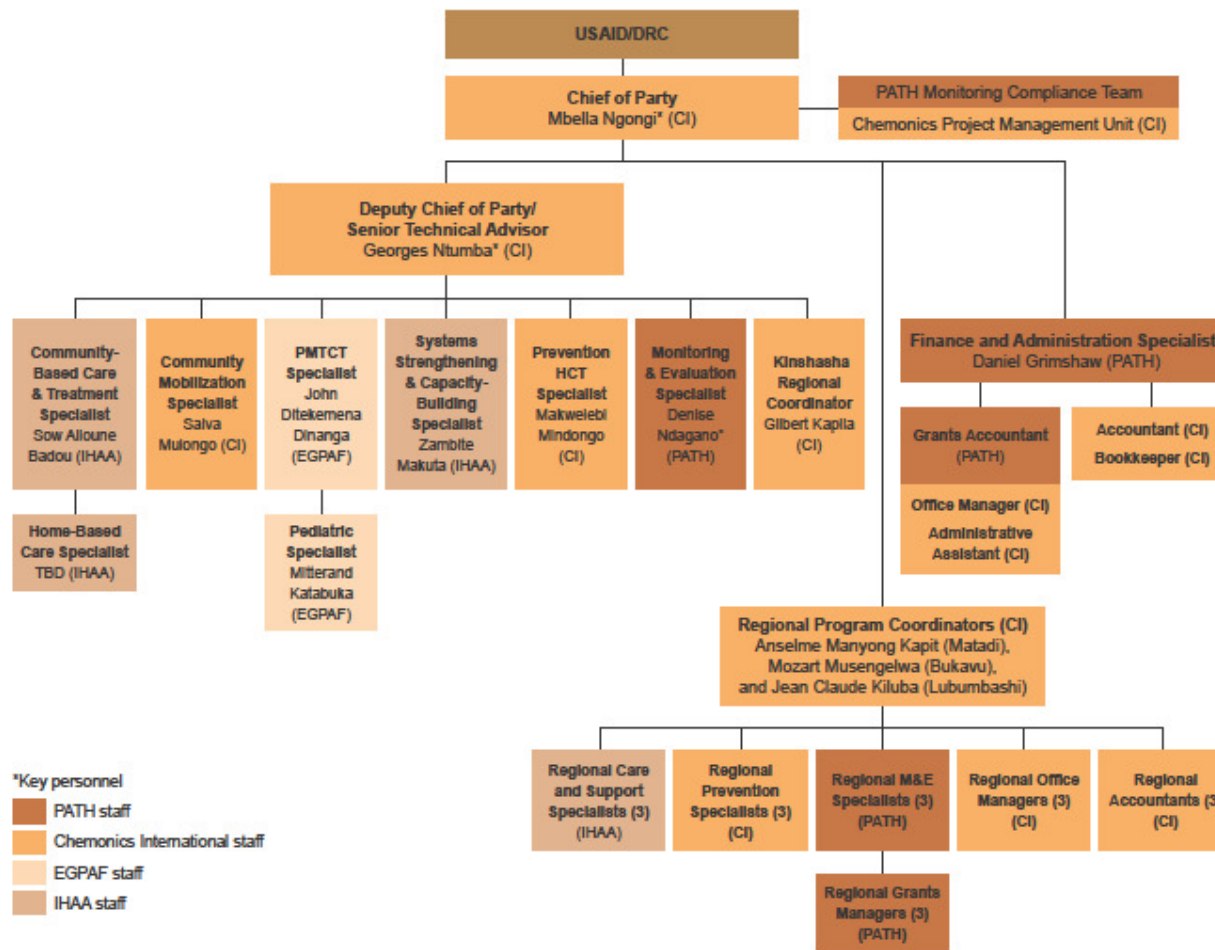 USAID/DRC
Chief of Party
Mbella Ngongi* (CI)
PATH Monitoring Compliance Team
Chemonics Project Management Unit (CI)
Deputy Chief of Party/
Senior Technical Advisor
Georges Ntumba* (CI)
Community-
Based Care
& Treatment
Specialist
Sow Alioune
Badou (IHAA)
Community
Mobilization
Specialist
Salva
Mulongo (CI)
PMTCT
Specialist
John
Ditekemena
Dinanga
(EGPAF)
Systems
Strengthening
& Capacity-
Building
Specialist
Zambite
Makuta (IHAA)
Prevention
HCT
Specialist
Makwelebi
Mindongo
(CI)
Monitoring
& Evaluation
Specialist
Denise
Ndagano*
(PATH)
Kinshasha
Regional
Coordinator
Gilbert Kapila
(CI)
Finance and Administration Specialist
Daniel Grimshaw (PATH)
Grants Accountant
(PATH)
Office Manager (CI)
Administrative
Assistant (CI)
Accountant (CI)
Bookkeeper (CI)
Home-Based
Care Specialist
TBD (IHAA)
Pediatric
Specialist
Mitterand
Katabuka
(EGPAF)
Regional Program Coordinators (CI)
Anselme Manyong Kapit (Matadi),
Mozart Musengelwa (Bukavu),
and Jean Claude Kiluba (Lubumbashi)
Regional Care
and Support
Specialists (3)
(IHAA)
Regional
Prevention
Specialists (3)
(CI)
Regional M&E
Specialists (3)
(PATH)
Regional Office
Managers (3)
(CI)
Regional
Accountants (3
(CI)
Regional Grants
Managers (3)
(PATH)
*Key personnel
PATH staff
Chemonics International staff
EGPAF staff
IHAA staff